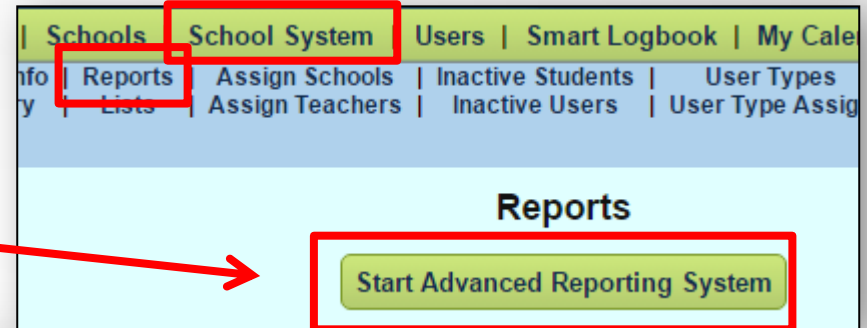 | Schools | School System | Users | Smart Logbook | My Caler
nfo | Reports | Assign Schools | Inactive Students | User Types
ry | Lists | Assign Teachers | Inactive Users | User Type Assig
Reports
Start Advanced Reporting System